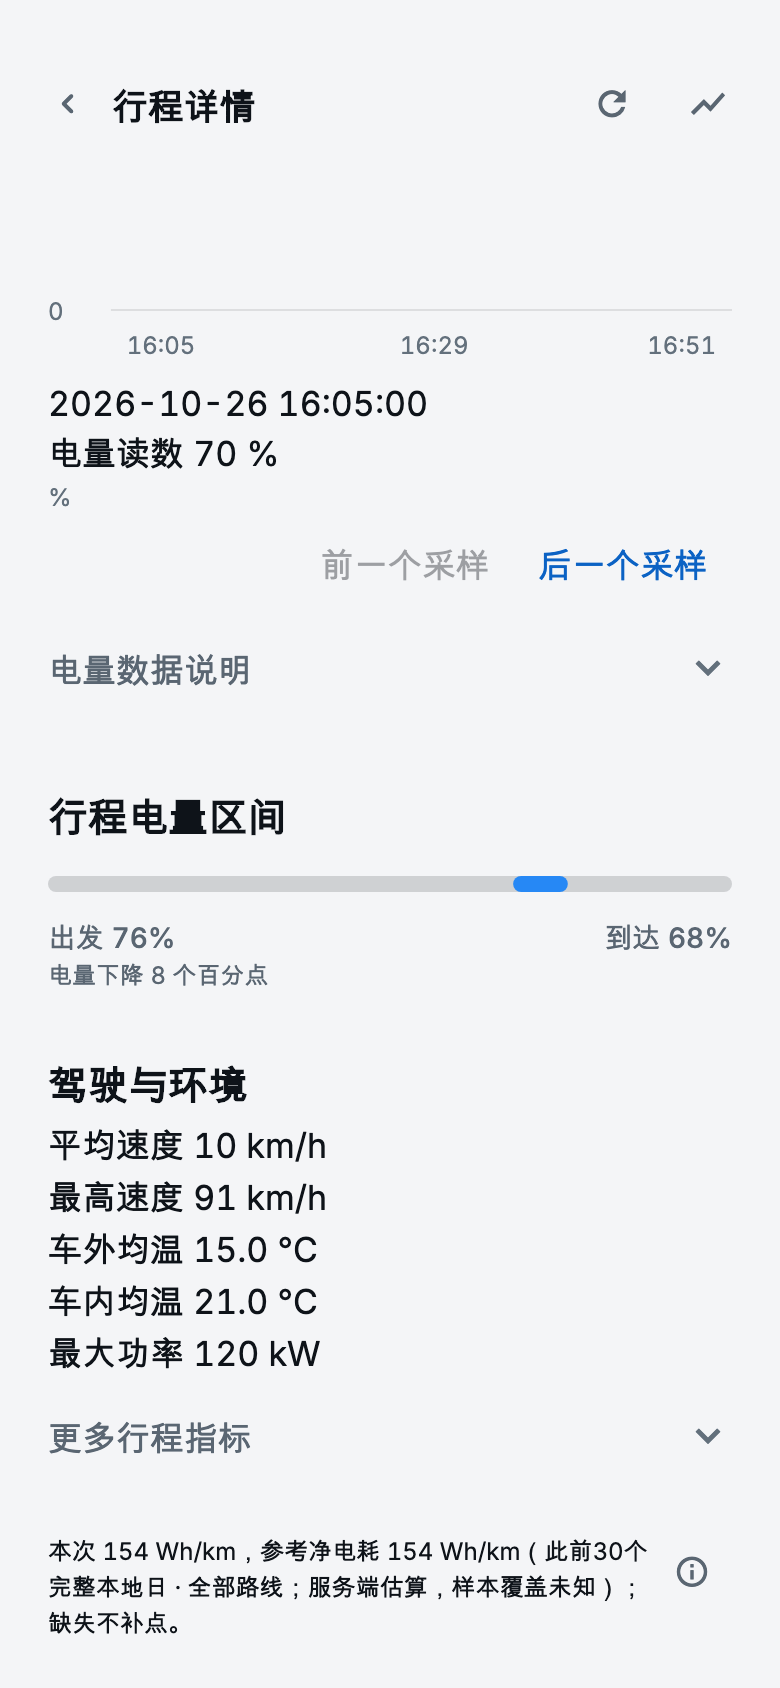 行程详情
0
16:05 16:29 16:51
2026-10-26 16:05:00
电量读数 70 %
%
前一个采样 后一个采样
电量数据说明
行程电量区间
出发 76% 到达 68%
电量下降 8 个百分点
驾驶与环境
平均速度 10 km/h
最高速度 91 km/h
车外均温 15.0 °C
车内均温 21.0 °C
最大功率 120 kW
更多行程指标
本次 154 Wh/km，参考净电耗 154 Wh/km（此前30个
完整本地日 · 全部路线；服务端估算，样本覆盖未知）；
缺失不补点。